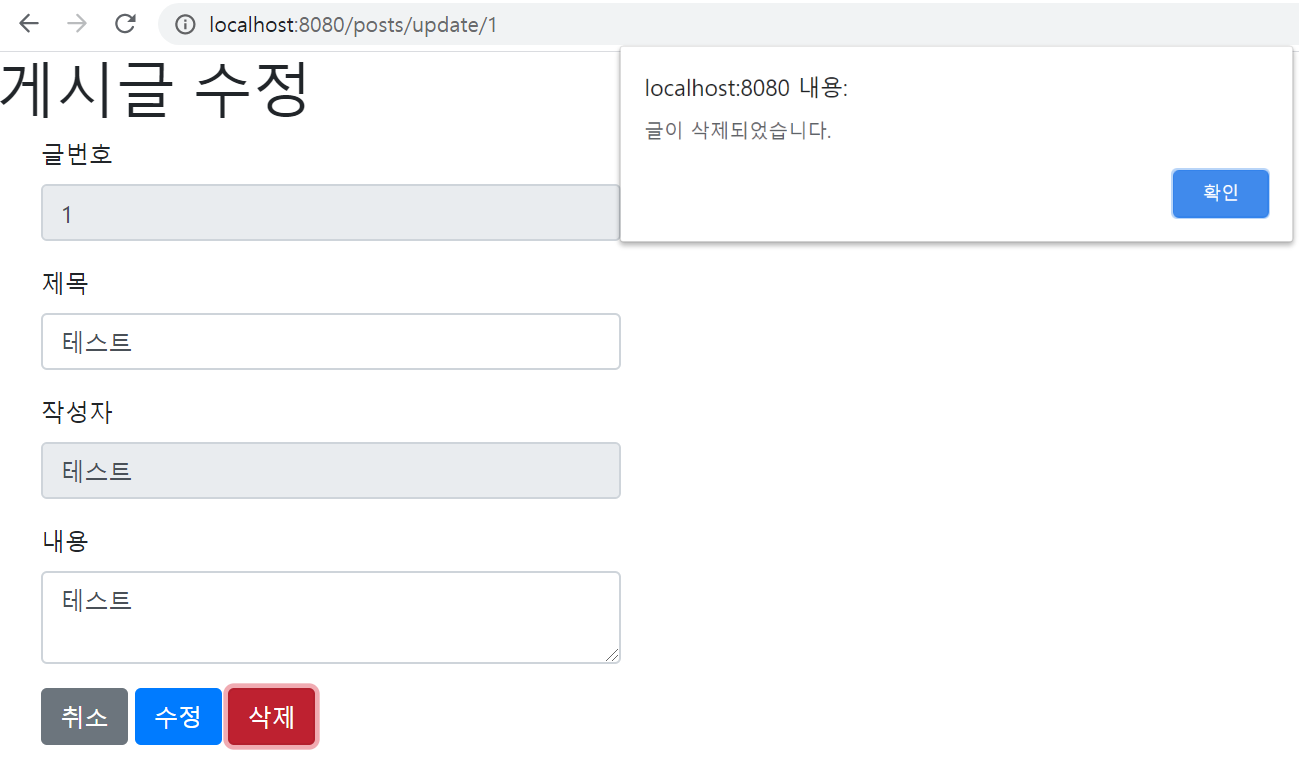 localhost:8080/posts/update/1
게시글 수정
localhost:8080 내용:
글이 삭제되었습니다.
확인
글번호
1
제목
테스트
작성자
테스트
내용
테스트
취소 수정 삭제